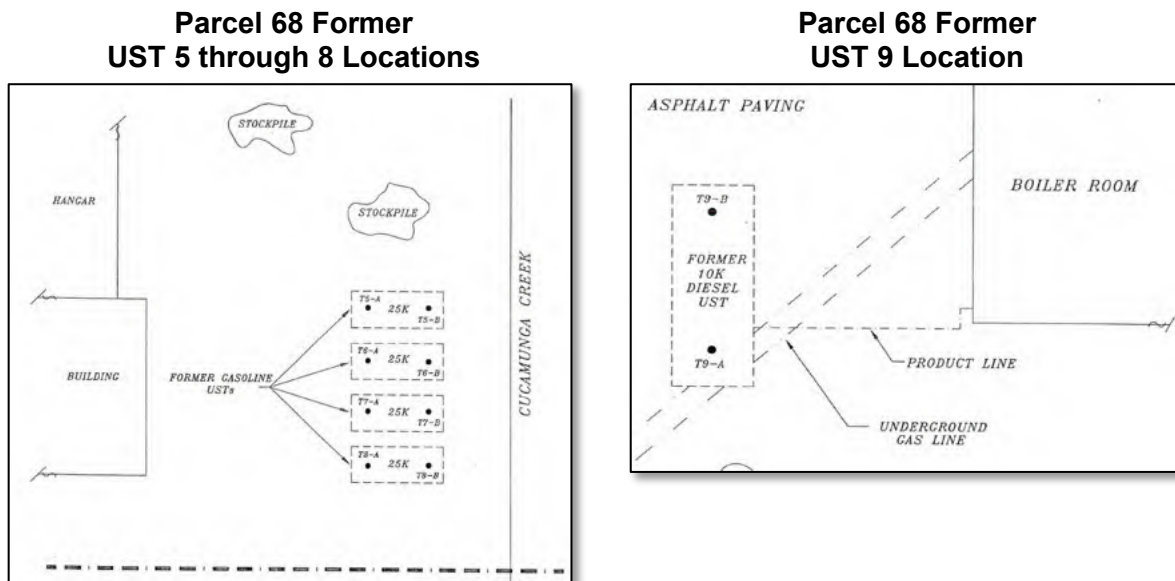 Parcel 68 Former
UST 5 through 8 Locations
STOCKPILE
HANGAR
STOCKPILE
CUCAMUNGA CREEK
T5-A
25K
T5-B
T6-A
25K
T6-B
BUILDING
FORMER GASOLINE
USTs
T7-A
25K
T7-B
T8-A
25K
T8-B
Parcel 68 Former
UST 9 Location
ASPHALT PAVING
BOILER ROOM
T9-B
FORMER
10K
DIESEL
UST
T9-A
PRODUCT LINE
UNDERGROUND
GAS LINE